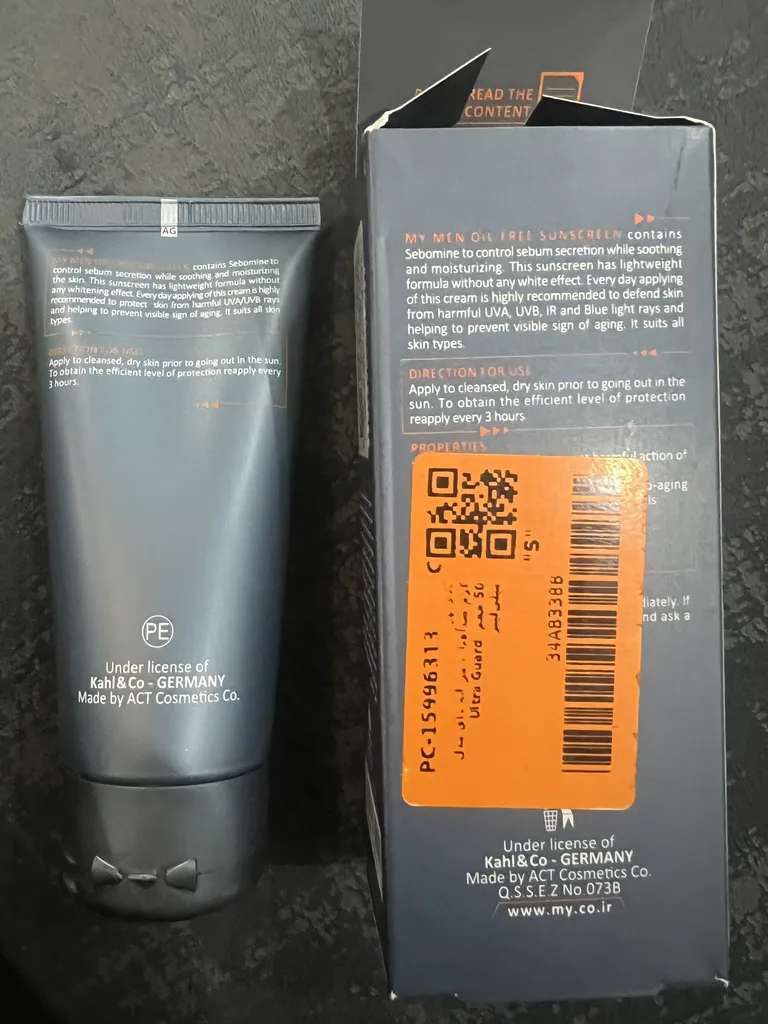 AG
contains Sebomine to
control sebum secretion while soothing and moisturizing
the skin. This sunscreen has lightweight formula without
any whitening effect. Every day applying of this cream is highly
recommended to protect skin from harmful UVA/UVB rays
and helping to prevent visible sign of aging. It suits all skin
types.
DIRECTION FOR USE
Apply to cleansed, dry skin prior to going out in the sun.
To obtain the efficient level of protection reapply every
3 hours.
PE
Under license of
Kahl&Co - GERMANY
Made by ACT Cosmetics Co.
READ THE
CONTENT
MY MEN OIL FREE SUNSCREEN contains
Sebomine to control sebum secretion while soothing
and moisturizing. This sunscreen has lightweight
formula without any white effect. Every day applying
of this cream is highly recommended to defend skin
from harmful UVA, UVB, IR and Blue light rays and
helping to prevent visible sign of aging. It suits all
skin types.
DIRECTION FOR USE
Apply to cleansed, dry skin prior to going out in the
sun. To obtain the efficient level of protection
reapply every 3 hours
PROPERTIES
action of
-aging
nd ask a
PC-15996313
Ultra Guard
50
C
"S"
34AB338B
Under license of
Kahl&Co - GERMANY
Made by ACT Cosmetics Co.
Q.S.S.E.Z No 073B
www.my.co.ir